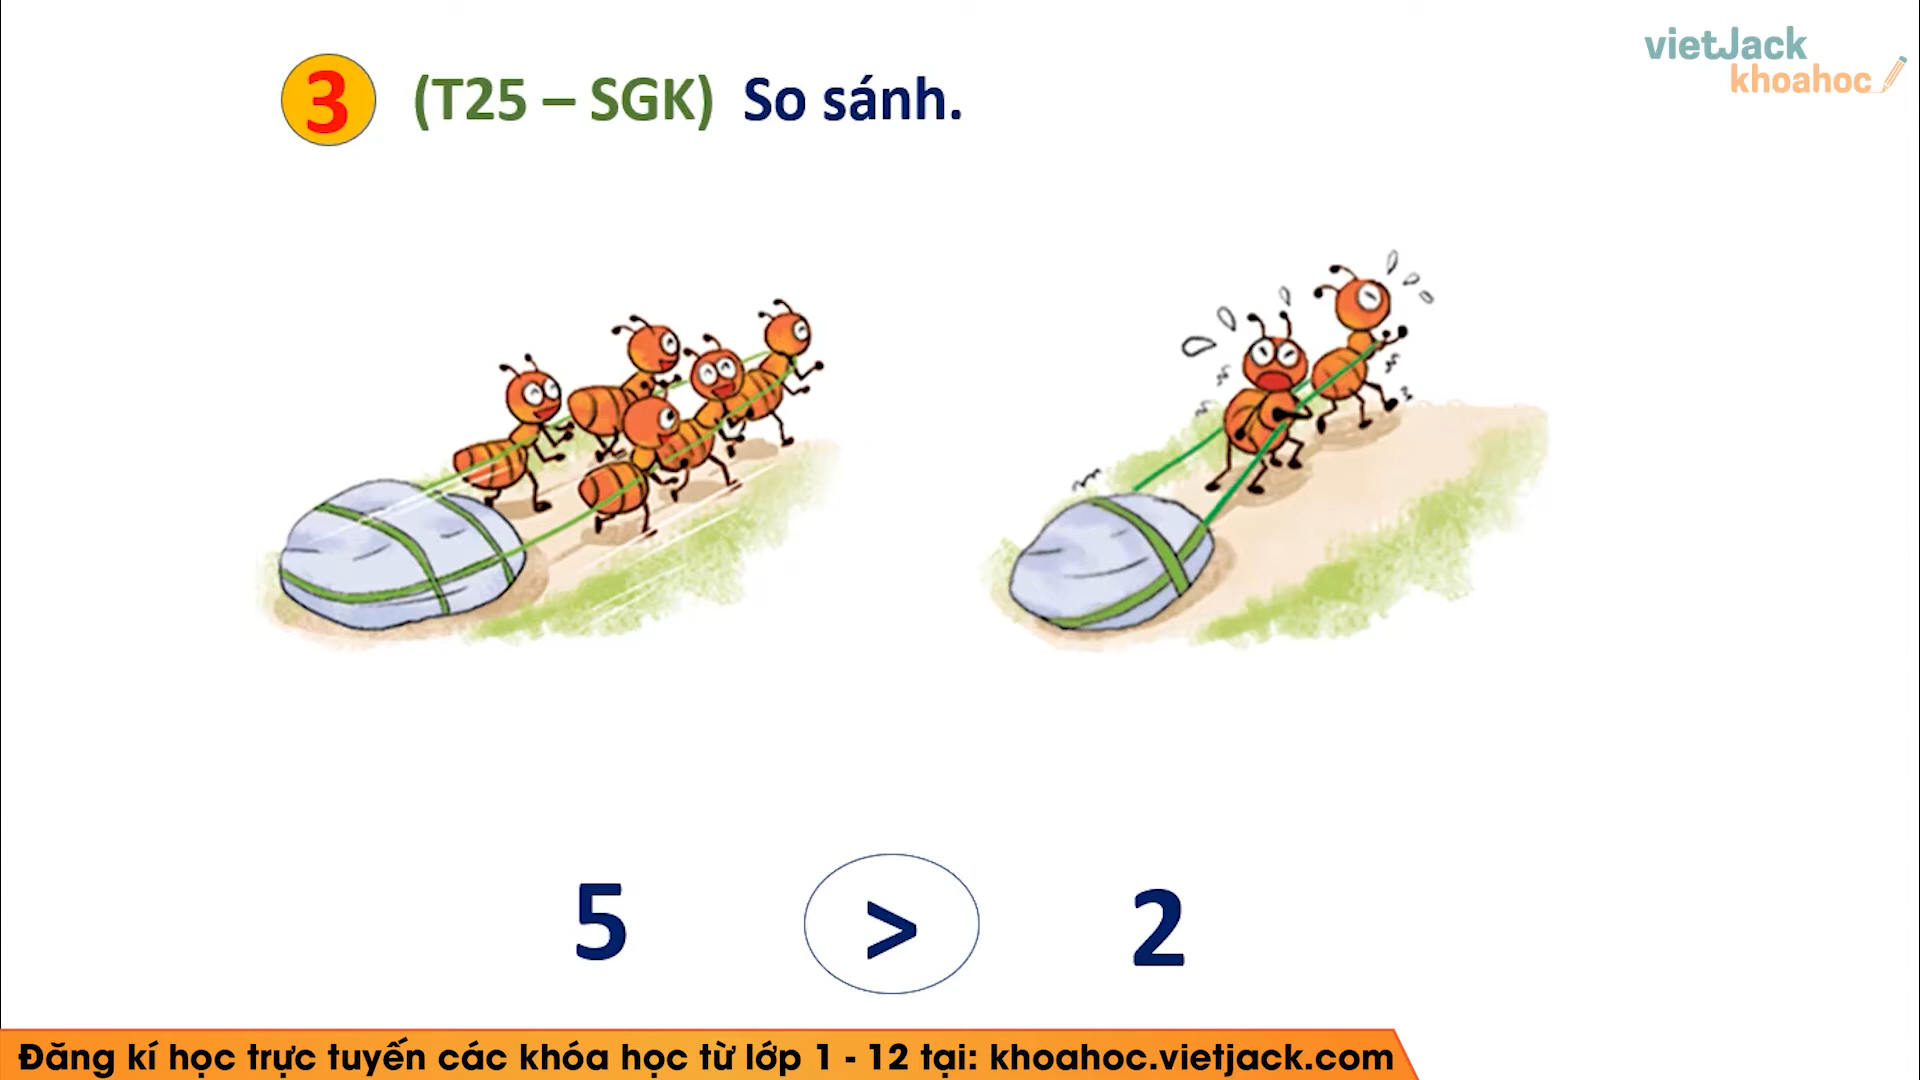 vietJack
khoahoc
3 (T25 – SGK) So sánh.
5 > 2
Đăng kí học trực tuyến các khóa học từ lớp 1 - 12 tại: khoahoc.vietjack.com